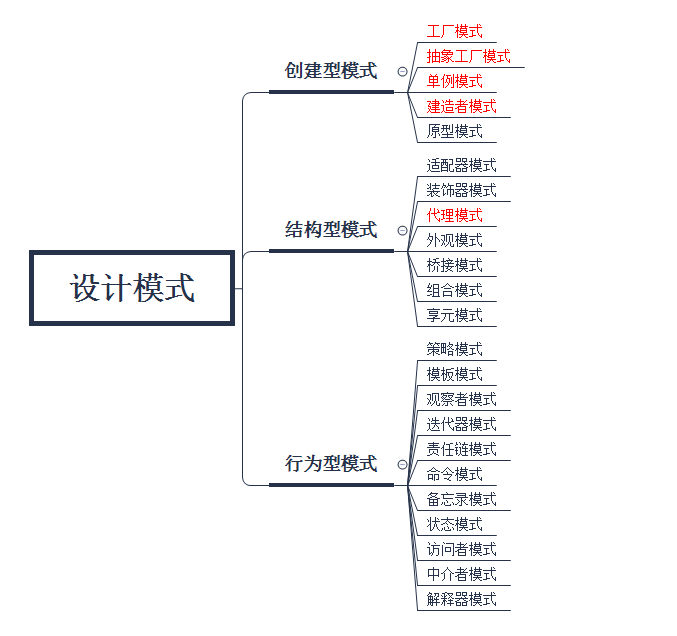 设计模式
创建型模式
工厂模式
抽象工厂模式
单例模式
建造者模式
原型模式
结构型模式
适配器模式
装饰器模式
代理模式
外观模式
桥接模式
组合模式
享元模式
行为型模式
策略模式
模板模式
观察者模式
迭代器模式
责任链模式
命令模式
备忘录模式
状态模式
访问者模式
中介者模式
解释器模式